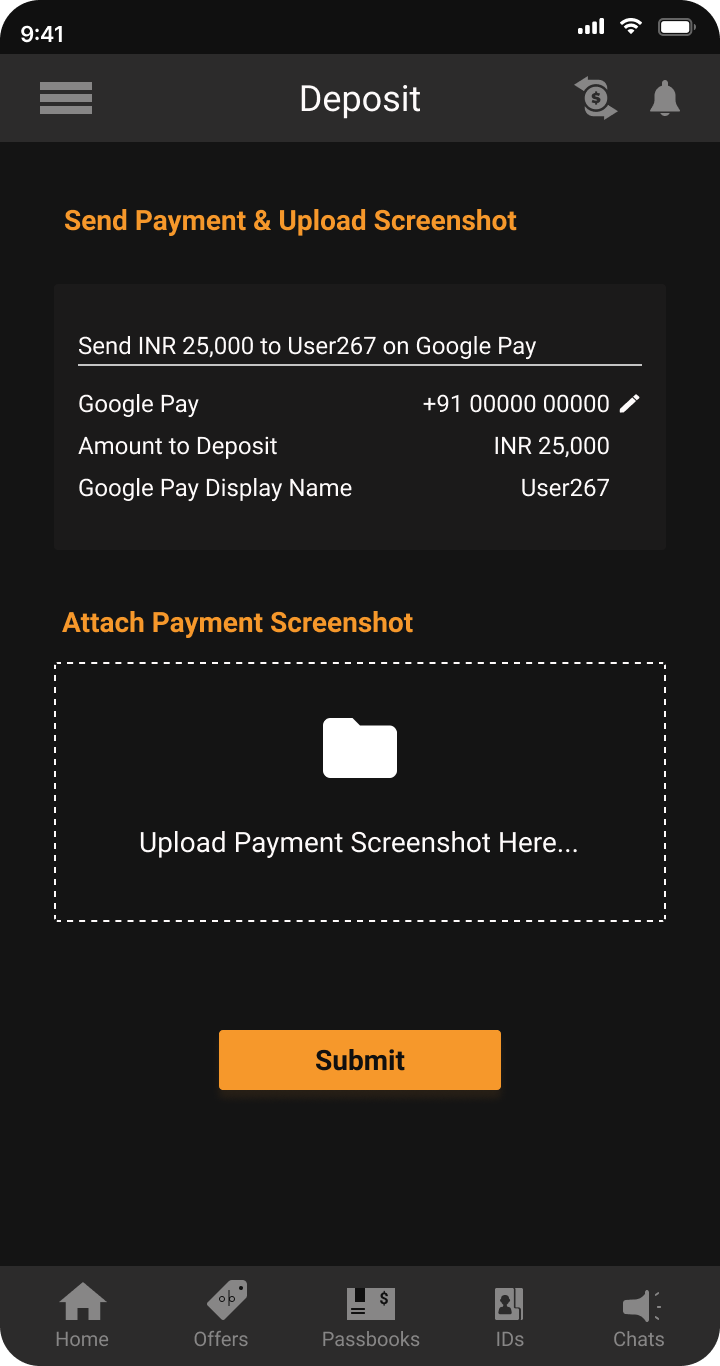 9:41
Deposit
Send Payment & Upload Screenshot
Send INR 25,000 to User267 on Google Pay
Google Pay +91 00000 00000
Amount to Deposit INR 25,000
Google Pay Display Name User267
Attach Payment Screenshot
Upload Payment Screenshot Here...
Submit
Home Offers Passbooks IDs Chats